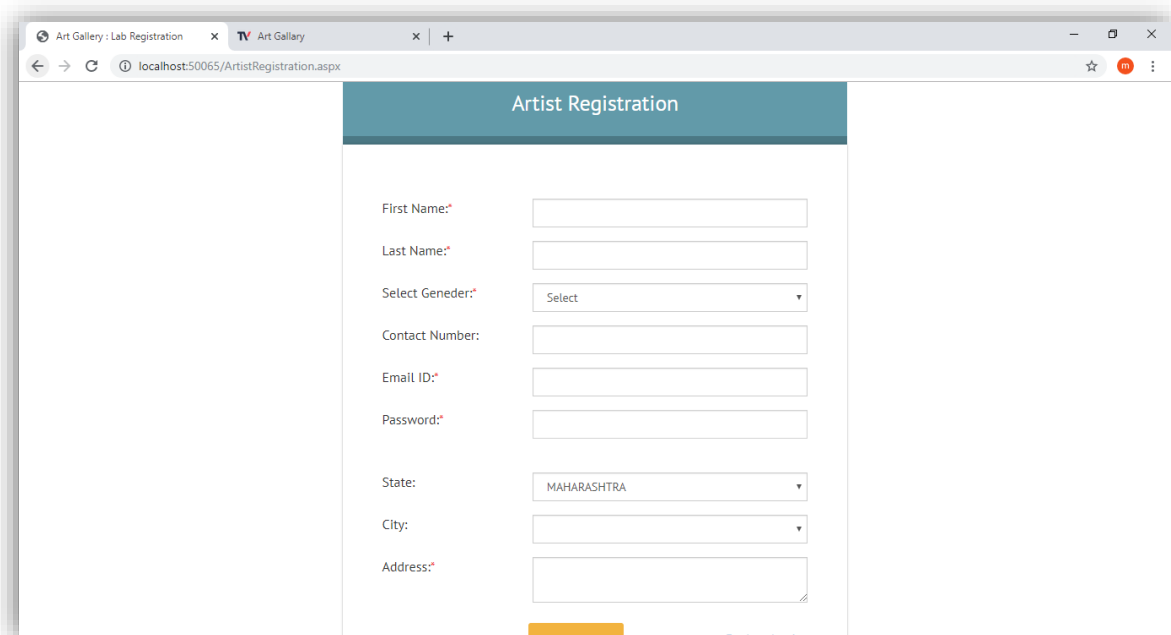 Art Gallery : Lab Registration
TV Art Gallary
localhost:50065/ArtistRegistration.aspx
m
Artist Registration
First Name:*
Last Name:*
Select Geneder:*
Select
Contact Number:
Email ID:*
Password:*
State:
MAHARASHTRA
City:
Address:*